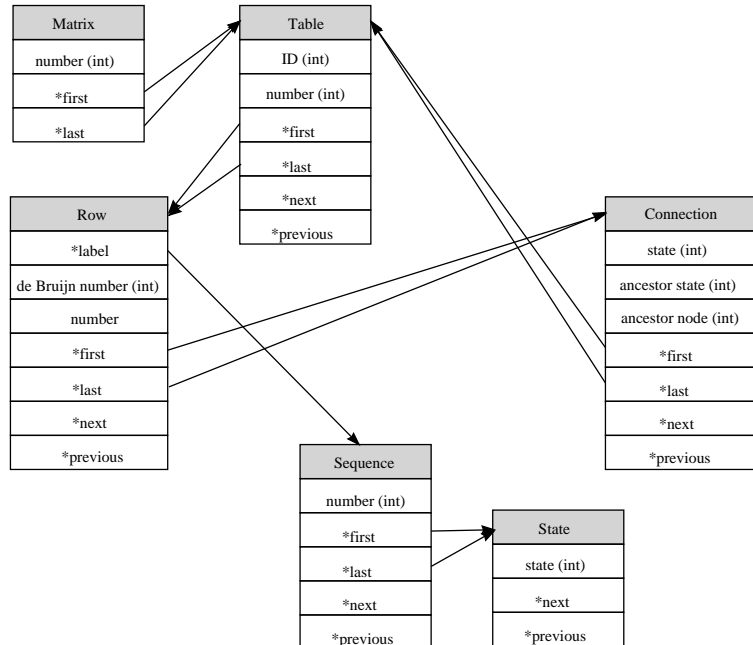 Matrix
number (int)
*first
*last
Table
ID (int)
number (int)
*first
*last
*next
*previous
Row
*label
de Bruijn number (int)
number
*first
*last
*next
*previous
Connection
state (int)
ancestor state (int)
ancestor node (int)
*first
*last
*next
*previous
Sequence
number (int)
*first
*last
*next
*previous
State
state (int)
*next
*previous